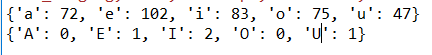 {'a': 72, 'e': 102, 'i': 83, 'o': 75, 'u': 47}
{'A': 0, 'E': 1, 'I': 2, 'O': 0, 'U': 1}